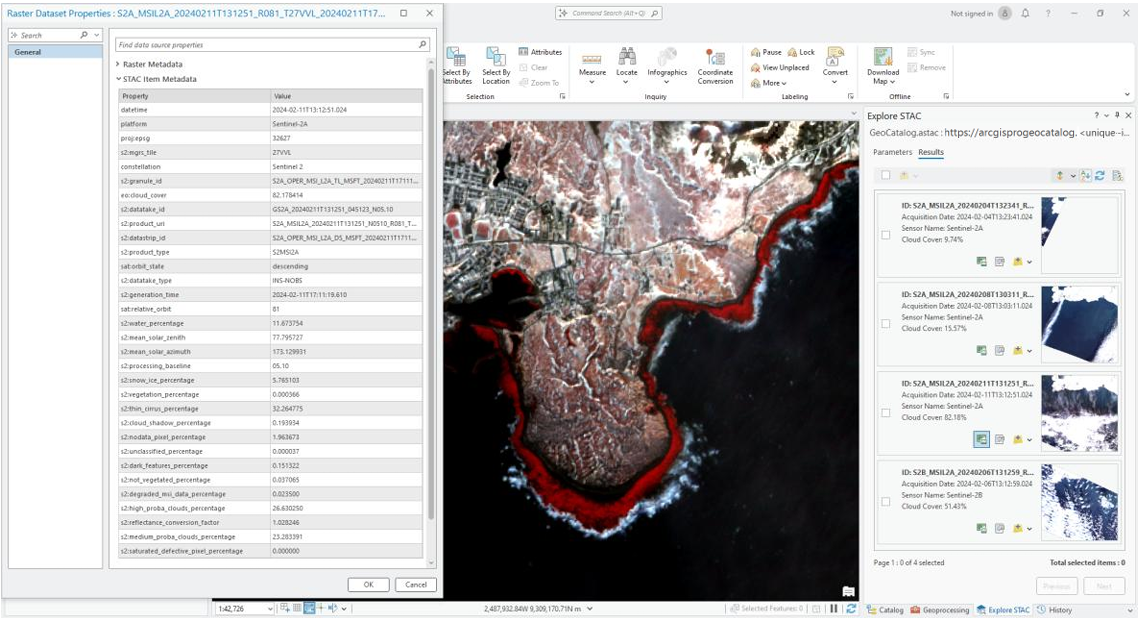 Raster Dataset Properties : S2A_MSIL2A_20240211T131251_R081_T27VVL_20240211T17...
Command Search (Alt+Q)
Not signed in
Search
General
Find data source properties
Raster Metadata
STAC Item Metadata
Property Value
datetime 2024-02-11T13:12:51.024
platform Sentinel-2A
proj:epsg 32627
s2:mgrs_tile 27VVL
constellation Sentinel 2
s2:granule_id S2A_OPER_MSI_L2A_TL_MSFT_20240211T17111...
eo:cloud_cover 82.178414
s2:datatake_id GS2A_20240211T131251_045123_N05.10
s2:product_uri S2A_MSIL2A_20240211T131251_N0510_R081_T...
s2:datastrip_id S2A_OPER_MSI_L2A_DS_MSFT_20240211T1711...
s2:product_type S2MSI2A
sat:orbit_state descending
s2:datatake_type INS-NOBS
s2:generation_time 2024-02-11T17:11:19.610
sat:relative_orbit 81
s2:water_percentage 11.673754
s2:mean_solar_zenith 77.795727
s2:mean_solar_azimuth 173.129931
s2:processing_baseline 05.10
s2:snow_ice_percentage 5.765103
s2:vegetation_percentage 0.000366
s2:thin_cirrus_percentage 32.264775
s2:cloud_shadow_percentage 0.193934
s2:nodata_pixel_percentage 1.963673
s2:unclassified_percentage 0.000037
s2:dark_features_percentage 0.151322
s2:not_vegetated_percentage 0.037065
s2:degraded_msi_data_percentage 0.023500
s2:high_proba_clouds_percentage 26.630250
s2:reflectance_conversion_factor 1.028246
s2:medium_proba_clouds_percentage 23.283391
s2:saturated_defective_pixel_percentage 0.000000
OK Cancel
Select By Attributes
Select By Location
Attributes
Clear
Zoom To
Selection
Measure
Locate
Infographics
Coordinate Conversion
Inquiry
Pause Lock
View Unplaced
More
Convert
Labeling
Download Map
Sync
Remove
Offline
Explore STAC
GeoCatalog.astac : https://arcgisprogeocatalog. <unique-i...
Parameters Results
ID: S2A_MSIL2A_20240204T132341_R...
Acquisition Date: 2024-02-04T13:23:41.024
Sensor Name: Sentinel-2A
Cloud Cover: 9.74%
ID: S2A_MSIL2A_20240208T130311_R...
Acquisition Date: 2024-02-08T13:03:11.024
Sensor Name: Sentinel-2A
Cloud Cover: 15.57%
ID: S2A_MSIL2A_20240211T131251_R...
Acquisition Date: 2024-02-11T13:12:51.024
Sensor Name: Sentinel-2A
Cloud Cover: 82.18%
ID: S2B_MSIL2A_20240206T131259_R...
Acquisition Date: 2024-02-06T13:12:59.024
Sensor Name: Sentinel-2B
Cloud Cover: 51.43%
Page 1 : 0 of 4 selected Total selected items : 0
Previous Next
1:42,726
2,487,932.84W 9,309,170.71N m
Selected Features: 0
Catalog Geoprocessing Explore STAC History